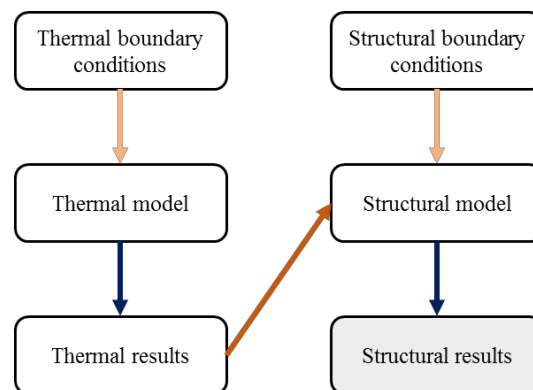 Thermal boundary
conditions
Structural boundary
conditions
Thermal model
Structural model
Thermal results
Structural results